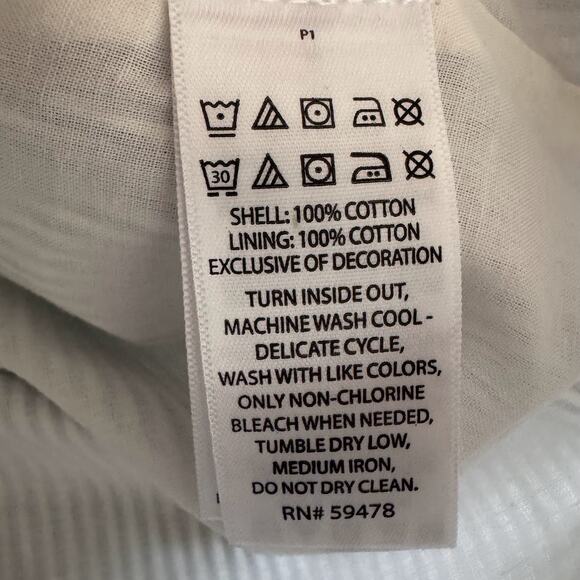 P1
30
SHELL: 100% COTTON
LINING: 100% COTTON
EXCLUSIVE OF DECORATION
TURN INSIDE OUT,
MACHINE WASH COOL -
DELICATE CYCLE,
WASH WITH LIKE COLORS,
ONLY NON-CHLORINE
BLEACH WHEN NEEDED,
TUMBLE DRY LOW,
MEDIUM IRON,
DO NOT DRY CLEAN.
RN# 59478